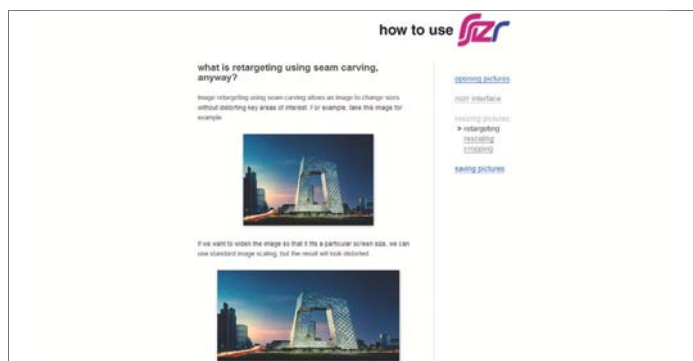 how to use rsizr
what is retargeting using seam carving,
anyway?
Image retargeting using seam carving allows an image to change sizes
without distorting key areas of interest. For example, take this image for
example
If we want to widen the image so that it fits a particular screen size, we can
use standard image scaling, but the result will look distorted
opening pictures
rsizr interface
resizing pictures
> retargeting
rescaling
cropping
saving pictures